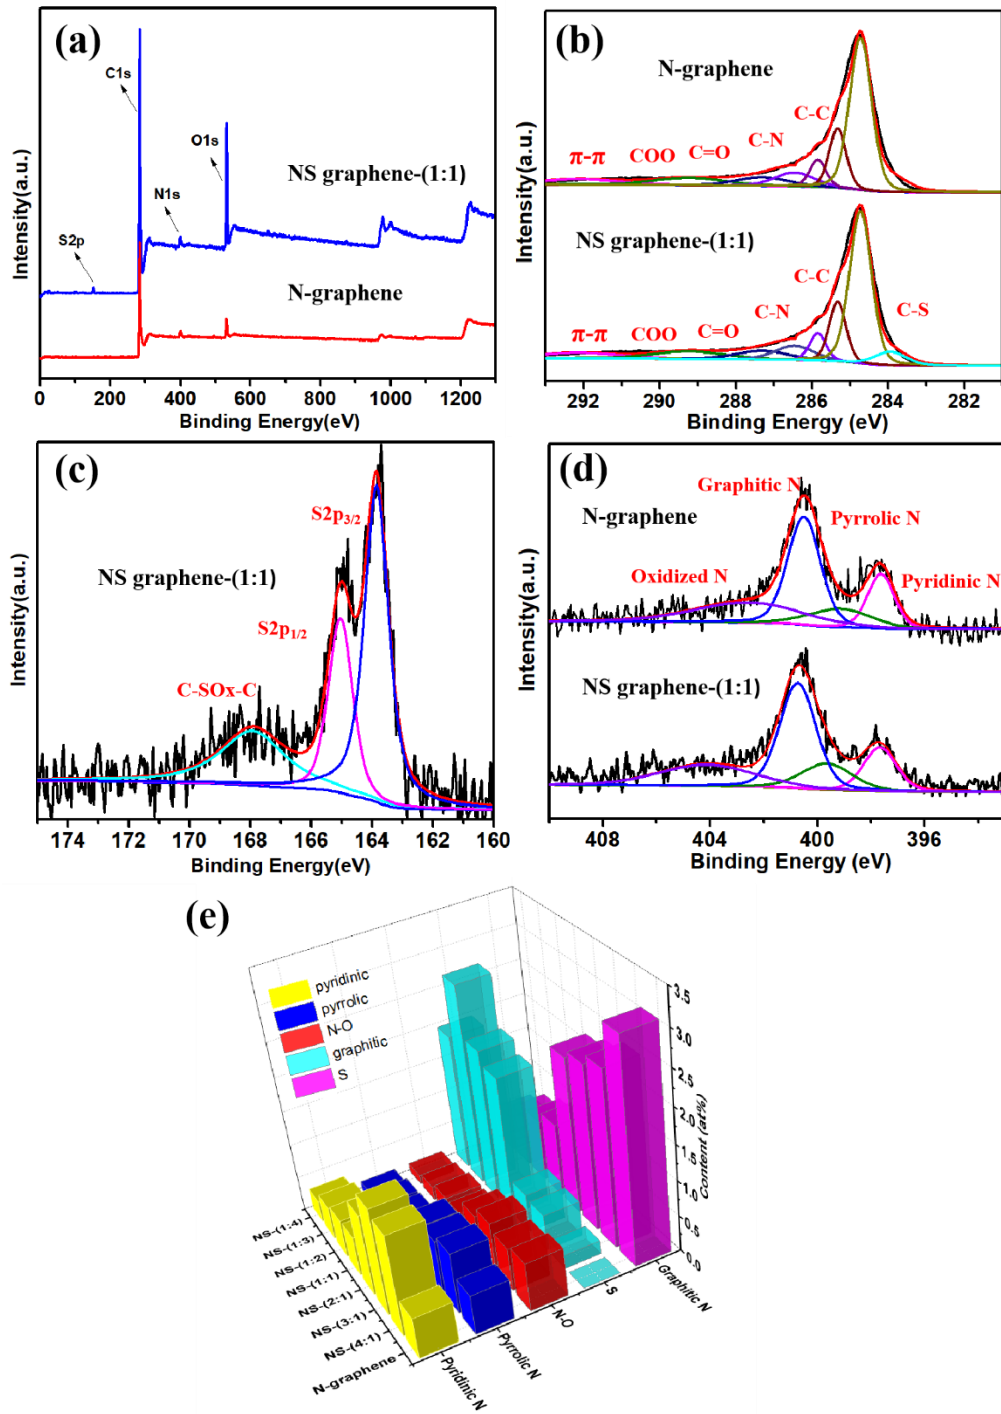 (a)
C1s
O1s
NS graphene-(1:1)
N1s
S2p
N-graphene
Intensity(a.u.)
0 200 400 600 800 1000 1200
Binding Energy(eV)
(b)
N-graphene
C-C
C-N
C=O
COO
π-π
NS graphene-(1:1)
C-C
C-N
C-S
C=O
COO
π-π
Intensity(a.u.)
292 290 288 286 284 282
Binding Energy (eV)
(c)
S2p3/2
NS graphene-(1:1)
S2p1/2
C-SOx-C
Intensity(a.u.)
174 172 170 168 166 164 162 160
Binding Energy(eV)
(d)
Graphitic N
N-graphene
Pyrrolic N
Oxidized N
Pyridinic N
NS graphene-(1:1)
Intensity(a.u.)
408 404 400 396
Binding Energy (eV)
(e)
pyridinic
pyrrolic
N-O
graphitic
S
3.5
3.0
2.5
2.0
1.5
1.0
0.5
0.0
Content (at%)
NS-(1:4)
NS-(1:3)
NS-(1:2)
NS-(1:1)
NS-(2:1)
NS-(3:1)
NS-(4:1)
N-graphene
Pyridinic N
Pyrrolic N
N-O
S
Graphitic N